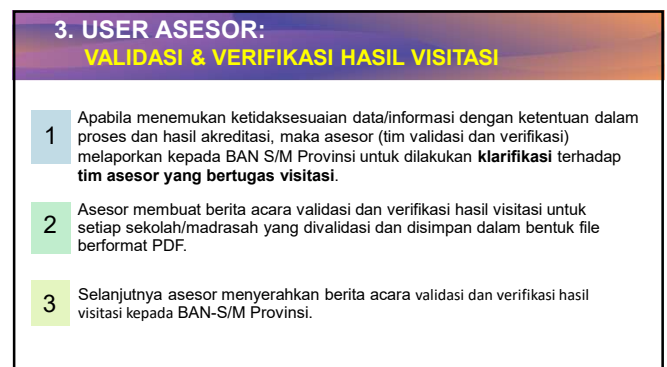 3. USER ASESOR:
VALIDASI & VERIFIKASI HASIL VISITASI
1
Apabila menemukan ketidaksesuaian data/informasi dengan ketentuan dalam
proses dan hasil akreditasi, maka asesor (tim validasi dan verifikasi)
melaporkan kepada BAN S/M Provinsi untuk dilakukan klarifikasi terhadap
tim asesor yang bertugas visitasi.
2
Asesor membuat berita acara validasi dan verifikasi hasil visitasi untuk
setiap sekolah/madrasah yang divalidasi dan disimpan dalam bentuk file
berformat PDF.
3
Selanjutnya asesor menyerahkan berita acara validasi dan verifikasi hasil
visitasi kepada BAN-S/M Provinsi.